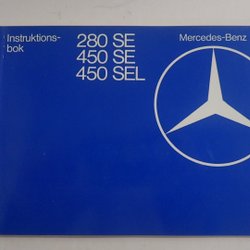 Instruktions-
bok
280 SE
450 SE
450 SEL
Mercedes-Benz